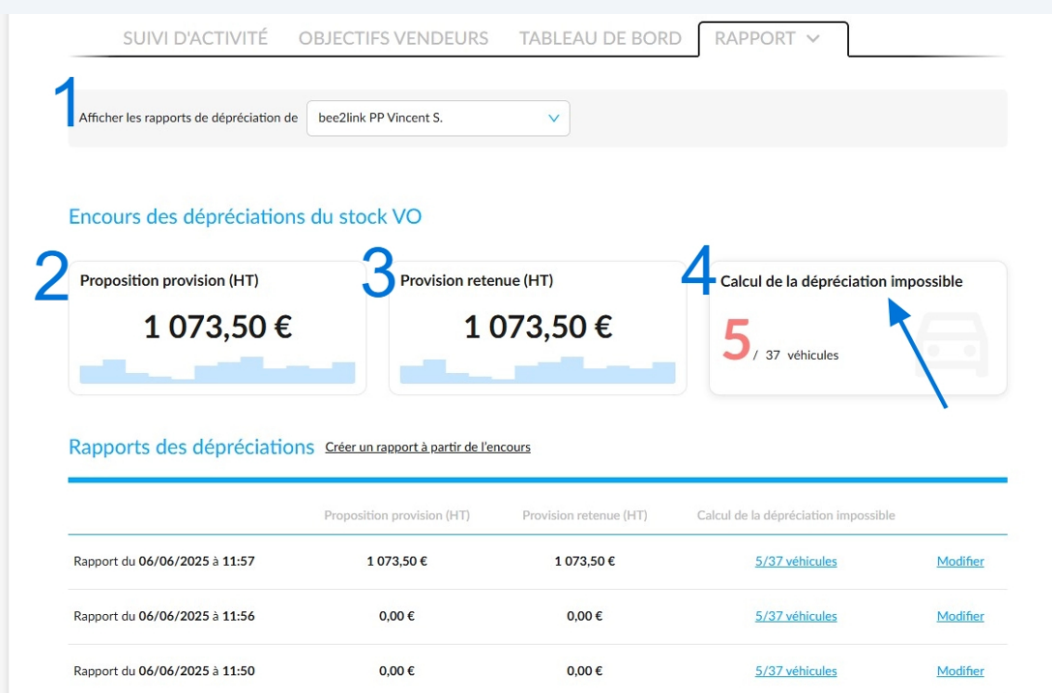 SUIVI D'ACTIVITÉ OBJECTIFS VENDEURS TABLEAU DE BORD RAPPORT
1
Afficher les rapports de dépréciation de bee2link PP Vincent S.
Encours des dépréciations du stock VO
2 Proposition provision (HT)
1 073,50 €
3 Provision retenue (HT)
1 073,50 €
4 Calcul de la dépréciation impossible
5 / 37 véhicules
Rapports des dépréciations Créer un rapport à partir de l'encours
Proposition provision (HT) Provision retenue (HT) Calcul de la dépréciation impossible
Rapport du 06/06/2025 à 11:57 1 073,50 € 1 073,50 € 5/37 véhicules Modifier
Rapport du 06/06/2025 à 11:56 0,00 € 0,00 € 5/37 véhicules Modifier
Rapport du 06/06/2025 à 11:50 0,00 € 0,00 € 5/37 véhicules Modifier